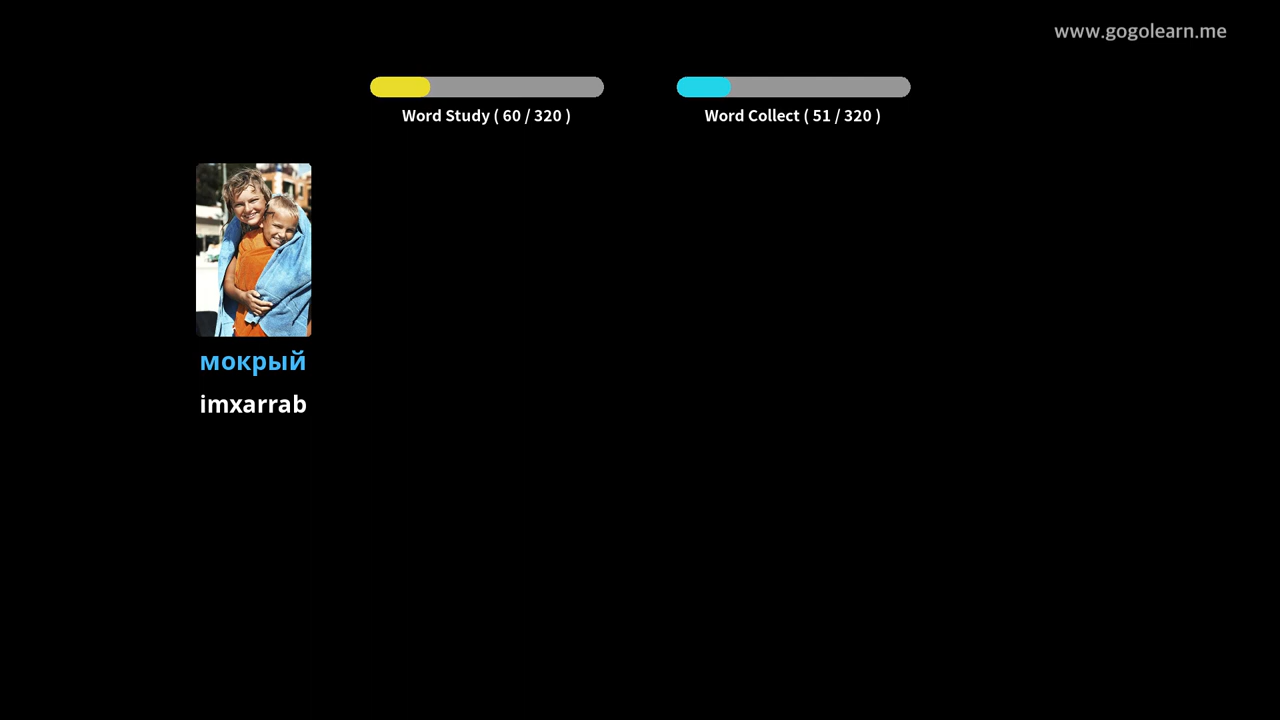 www.gogolearn.me
Word Study ( 60 / 320 )
Word Collect ( 51 / 320 )
мокрый
imxarrab